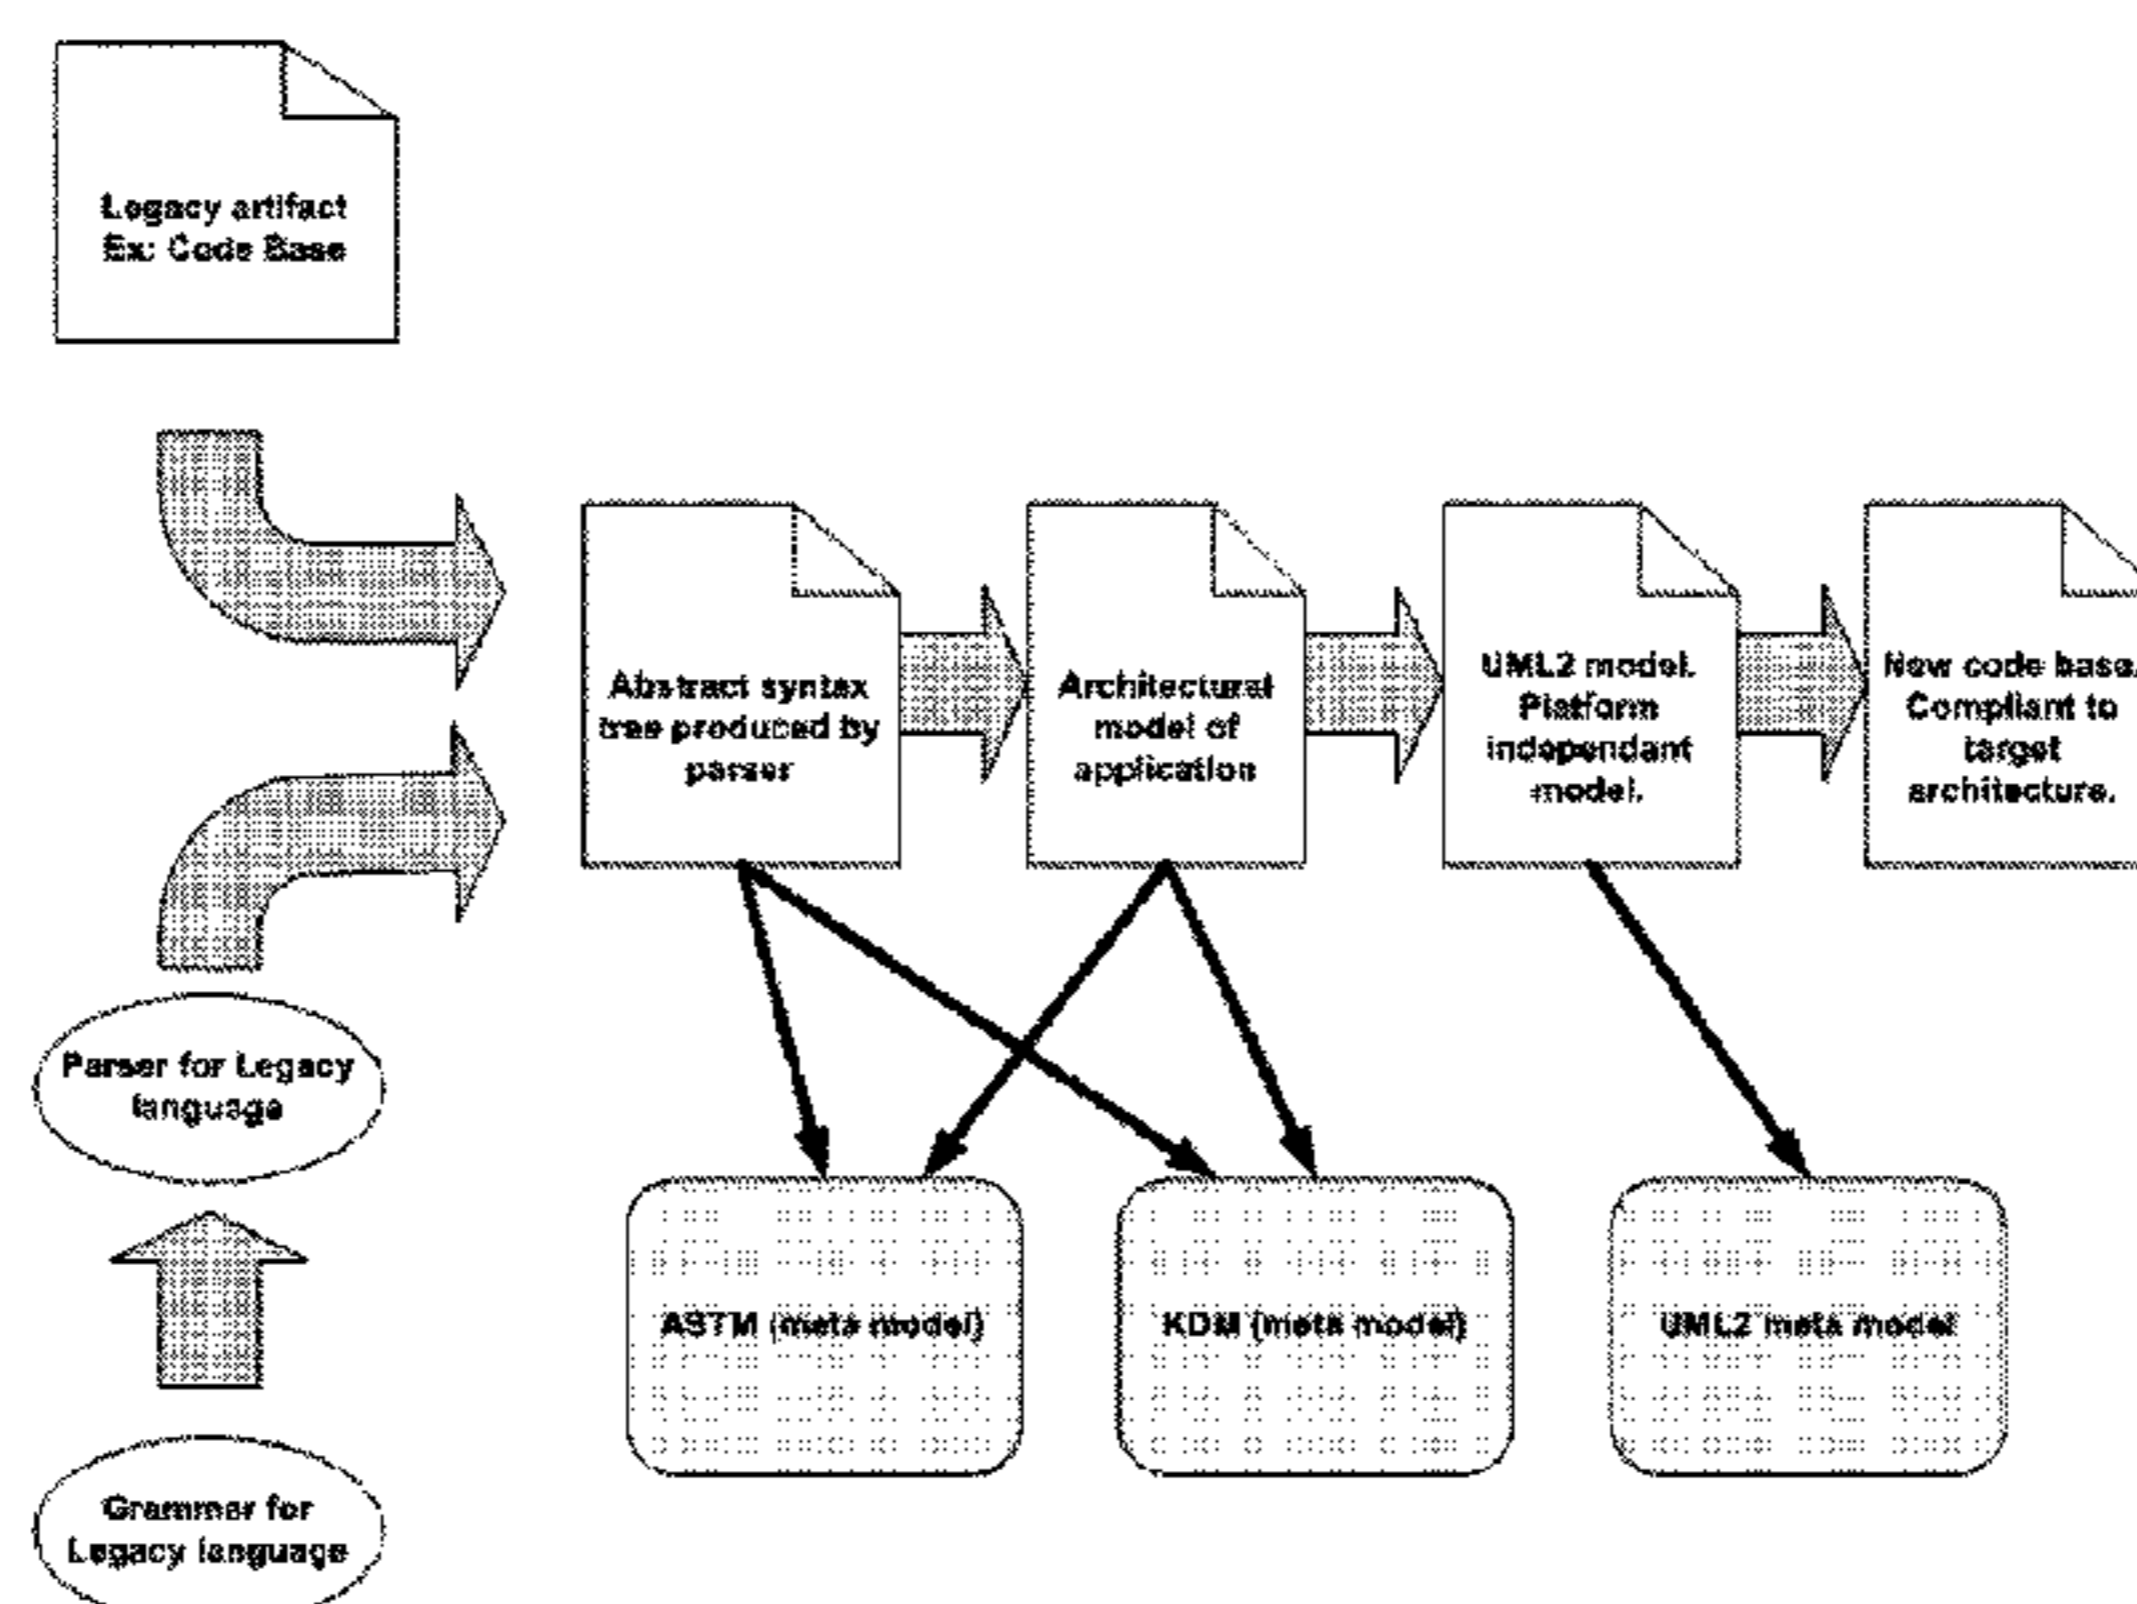 Legacy artifact
Ex: Code Base
Abstract syntax
tree produced by
parser
Architectural
model of
application
UML2 model.
Platform
independant
model.
New code base.
Compliant to
target
architecture.
Parser for Legacy
language
ASTM (meta model)
KDM (meta model)
UML2 meta model
Grammer for
Legacy language